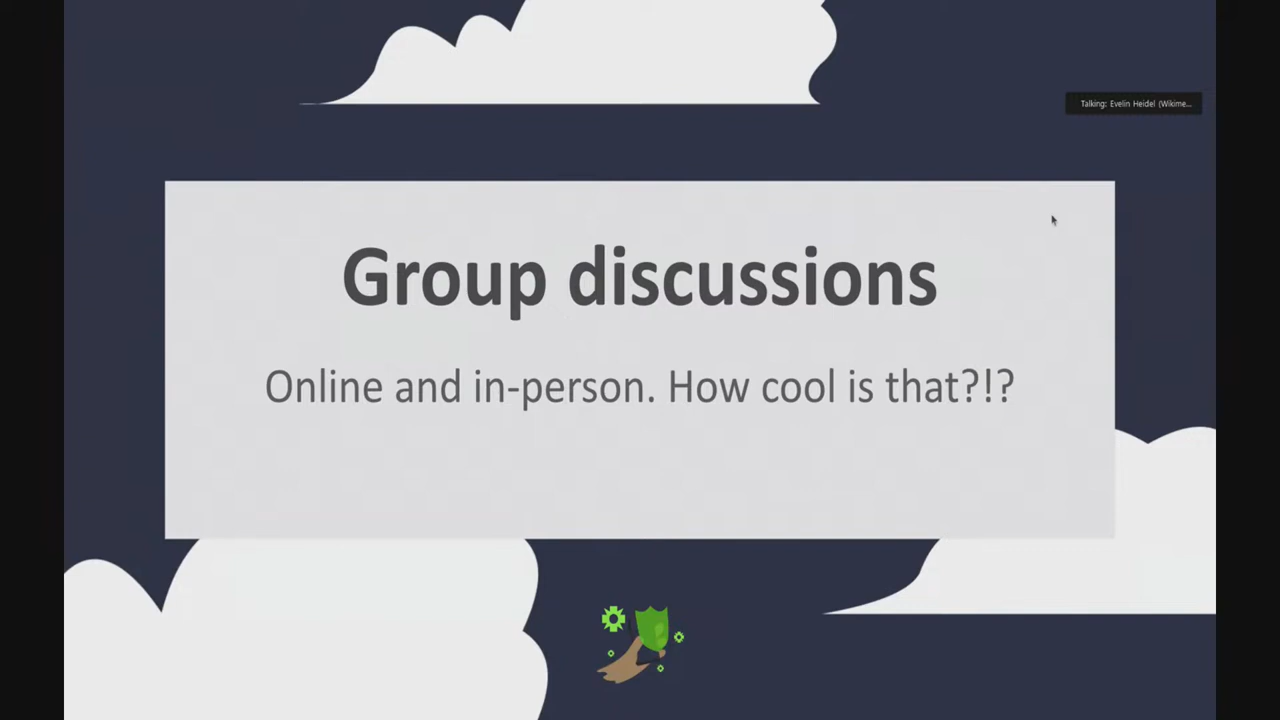 Talking: Evelin Heidel (Wikime...
Group discussions
Online and in-person. How cool is that?!?